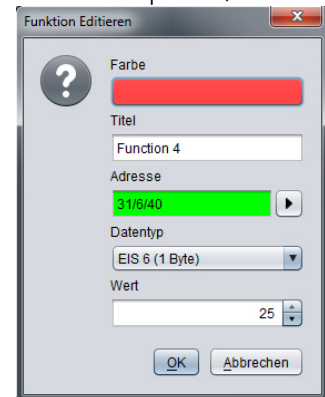 Funktion Editieren
Farbe
Titel
Function 4
Adresse
31/6/40
Datentyp
EIS 6 (1 Byte)
Wert
25
OK Abbrechen